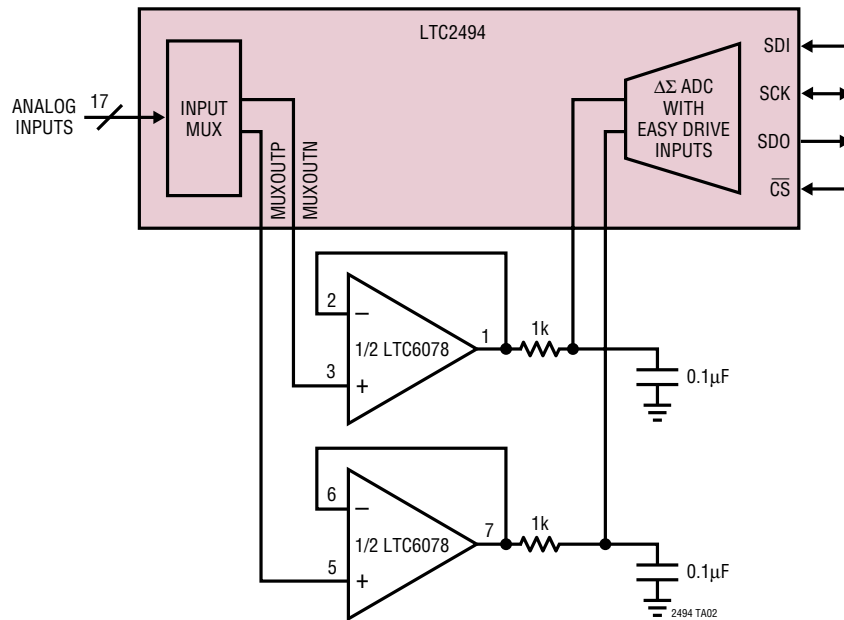 LTC2494
SDI
SCK
SDO
CS
17
ANALOG
INPUTS
INPUT
MUX
MUXOUTP
MUXOUTN
ΔΣ ADC
WITH
EASY DRIVE
INPUTS
2
–
1/2 LTC6078
3
+
1
1k
0.1µF
6
–
1/2 LTC6078
5
+
7
1k
0.1µF
2494 TA02